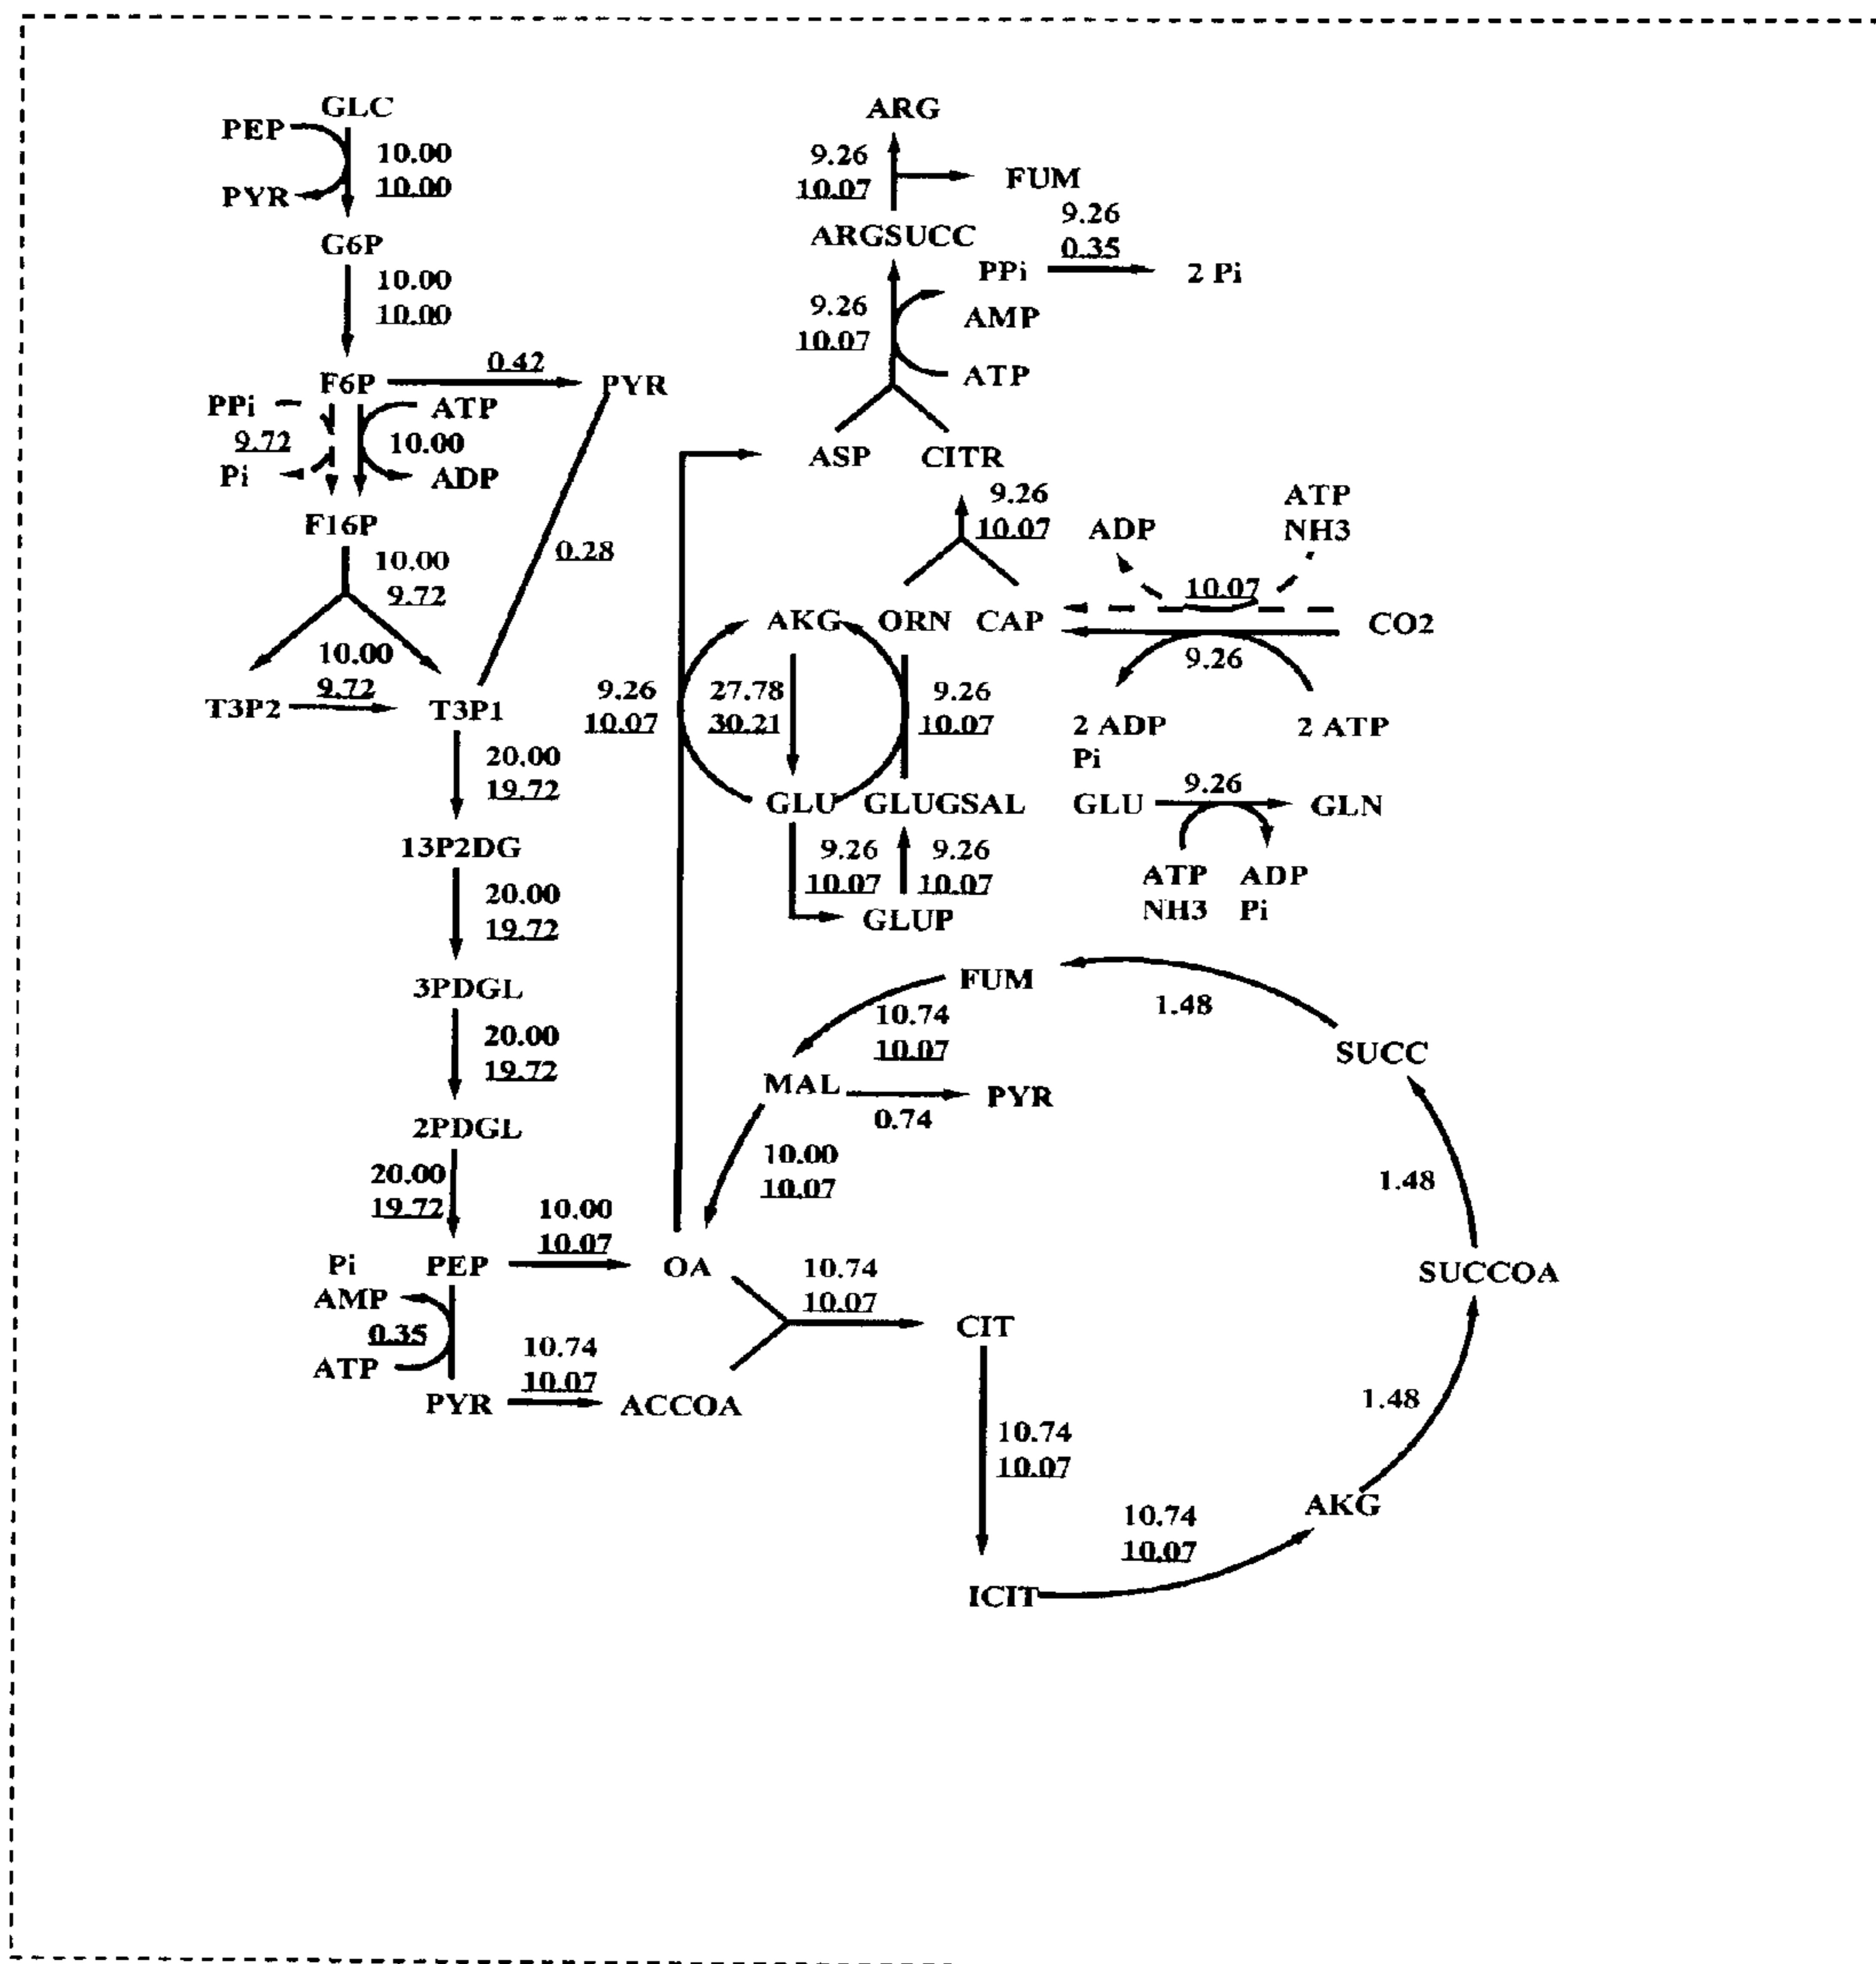 GLC
PEP
10.00
10.00
PYR
G6P
10.00
10.00
F6P
0.42
PYR
PPi
ATP
9.72
10.00
Pi
ADP
F16P
10.00
9.72
0.28
10.00
9.72
T3P2
T3P1
20.00
19.72
13P2DG
20.00
19.72
3PDGL
20.00
19.72
2PDGL
20.00
19.72
Pi
PEP
10.00
10.07
OA
AMP
0.35
ATP
PYR
10.74
10.07
ACCOA
10.74
10.07
CIT
10.74
10.07
ICIT
10.74
10.07
AKG
1.48
SUCCOA
1.48
SUCC
1.48
FUM
10.74
10.07
MAL
0.74
PYR
10.00
10.07
ARG
9.26
10.07
FUM
ARGSUCC
9.26
0.35
PPi
2 Pi
9.26
10.07
AMP
ATP
ASP
CITR
9.26
10.07
ADP
ATP
NH3
10.07
AKG
ORN
CAP
CO2
9.26
9.26
10.07
27.78
30.21
9.26
10.07
2 ADP
Pi
2 ATP
GLU
GLUGSAL
GLU
9.26
GLN
9.26
10.07
9.26
10.07
ATP
NH3
ADP
Pi
GLUP